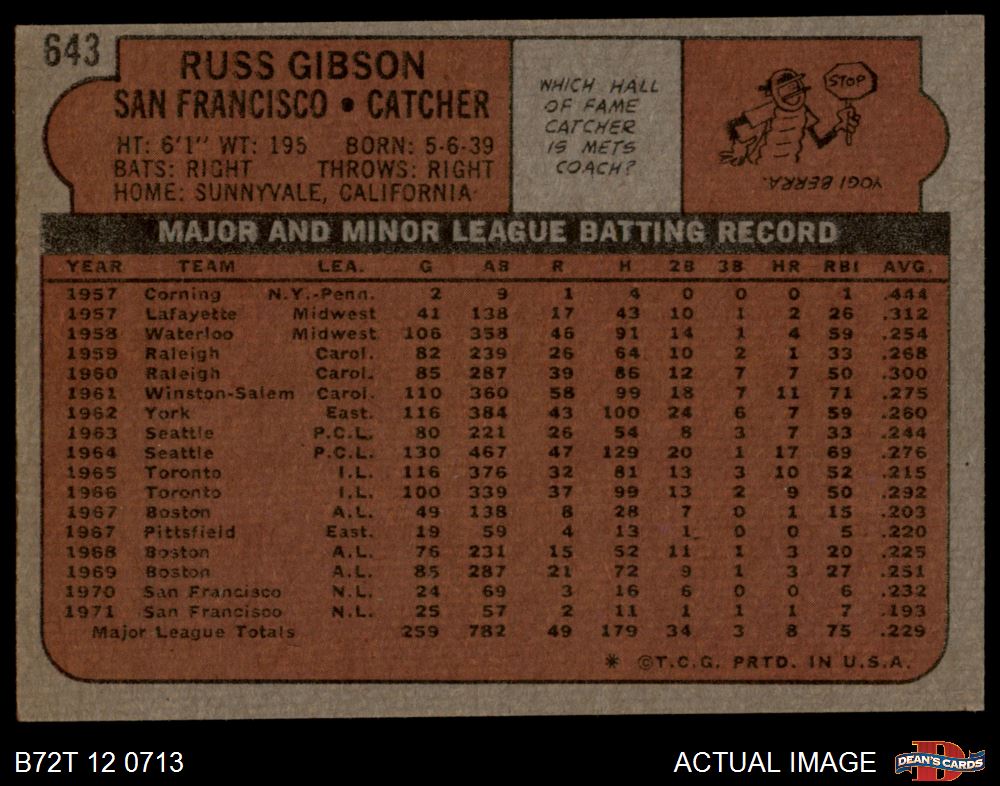 643
RUSS GIBSON
SAN FRANCISCO • CATCHER
HT: 6'1" WT: 195 BORN: 5-6-39
BATS: RIGHT THROWS: RIGHT
HOME: SUNNYVALE, CALIFORNIA
WHICH HALL
OF FAME
CATCHER
IS METS
COACH?
STOP
YOGI BERRA.
MAJOR AND MINOR LEAGUE BATTING RECORD
YEAR TEAM LEA. G AB R H 2B 3B HR RBI AVG.
1957 Corning N.Y.-Penn. 2 9 1 4 0 0 0 1 .444
1957 Lafayette Midwest 41 138 17 43 10 1 2 26 .312
1958 Waterloo Midwest 106 358 46 91 14 1 4 59 .254
1959 Raleigh Carol. 82 239 26 64 10 2 1 33 .268
1960 Raleigh Carol. 85 287 39 86 12 7 7 50 .300
1961 Winston-Salem Carol. 110 360 58 99 18 7 11 71 .275
1962 York East. 116 384 43 100 24 6 7 59 .260
1963 Seattle P.C.L. 80 221 26 54 8 3 7 33 .244
1964 Seattle P.C.L. 130 467 47 129 20 1 17 69 .276
1965 Toronto I.L. 116 376 32 81 13 3 10 52 .215
1966 Toronto I.L. 100 339 37 99 13 2 9 50 .292
1967 Boston A.L. 49 138 8 28 7 0 1 15 .203
1967 Pittsfield East. 19 59 4 13 1 0 0 5 .220
1968 Boston A.L. 76 231 15 52 11 1 3 20 .225
1969 Boston A.L. 85 287 21 72 9 1 3 27 .251
1970 San Francisco N.L. 24 69 3 16 6 0 0 6 .232
1971 San Francisco N.L. 25 57 2 11 1 1 1 7 .193
Major League Totals 259 782 49 179 34 3 8 75 .229
* ©T.C.G. PRTD. IN U.S.A.
B72T 12 0713
ACTUAL IMAGE
D
DEAN'S CARDS